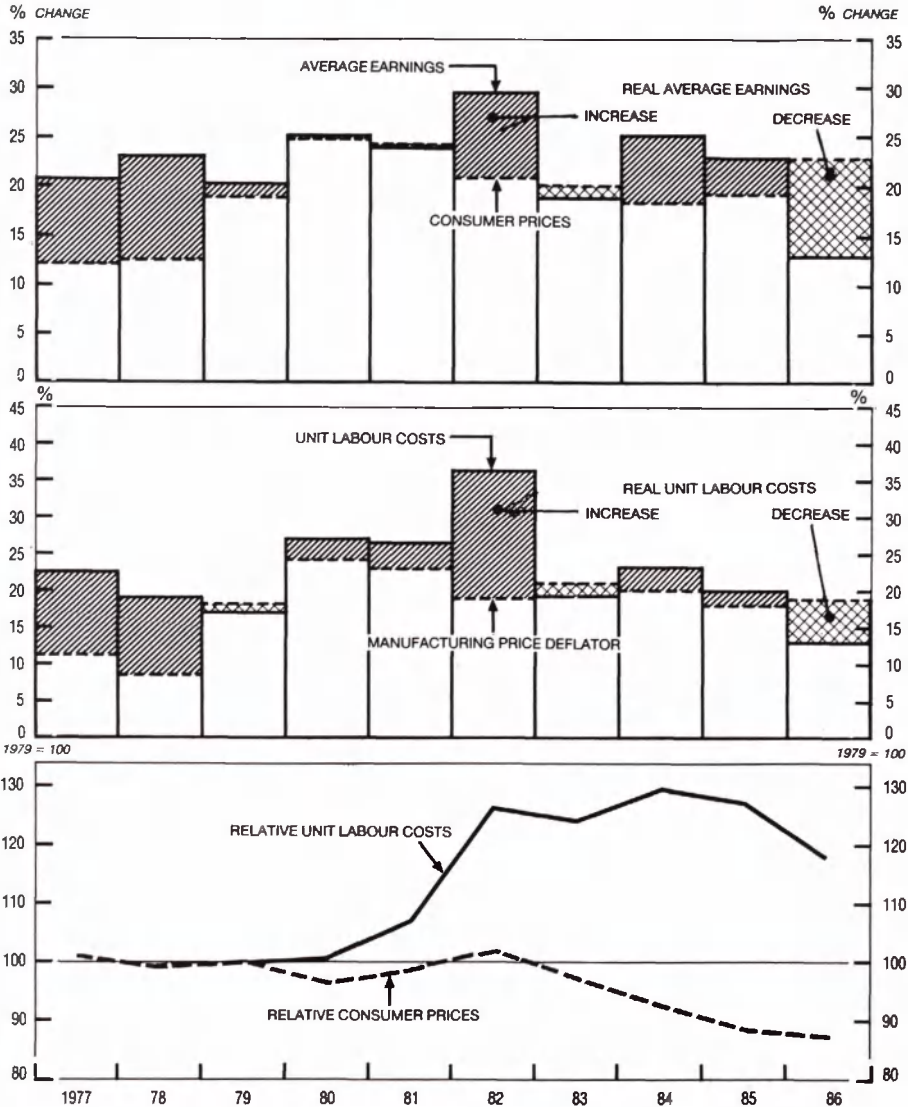 % CHANGE % CHANGE
35 35
AVERAGE EARNINGS
30 REAL AVERAGE EARNINGS 30
INCREASE DECREASE
25 25
20 20
CONSUMER PRICES
15 15
10 10
5 5
0 0
% %
45 45
40 UNIT LABOUR COSTS 40
35 REAL UNIT LABOUR COSTS 35
30 INCREASE DECREASE 30
25 25
20 20
15 MANUFACTURING PRICE DEFLATOR 15
10 10
5 5
0 0
1979 = 100 1979 = 100
130 130
RELATIVE UNIT LABOUR COSTS
120 120
110 110
100 100
90 RELATIVE CONSUMER PRICES 90
80 80
1977 78 79 80 81 82 83 84 85 86